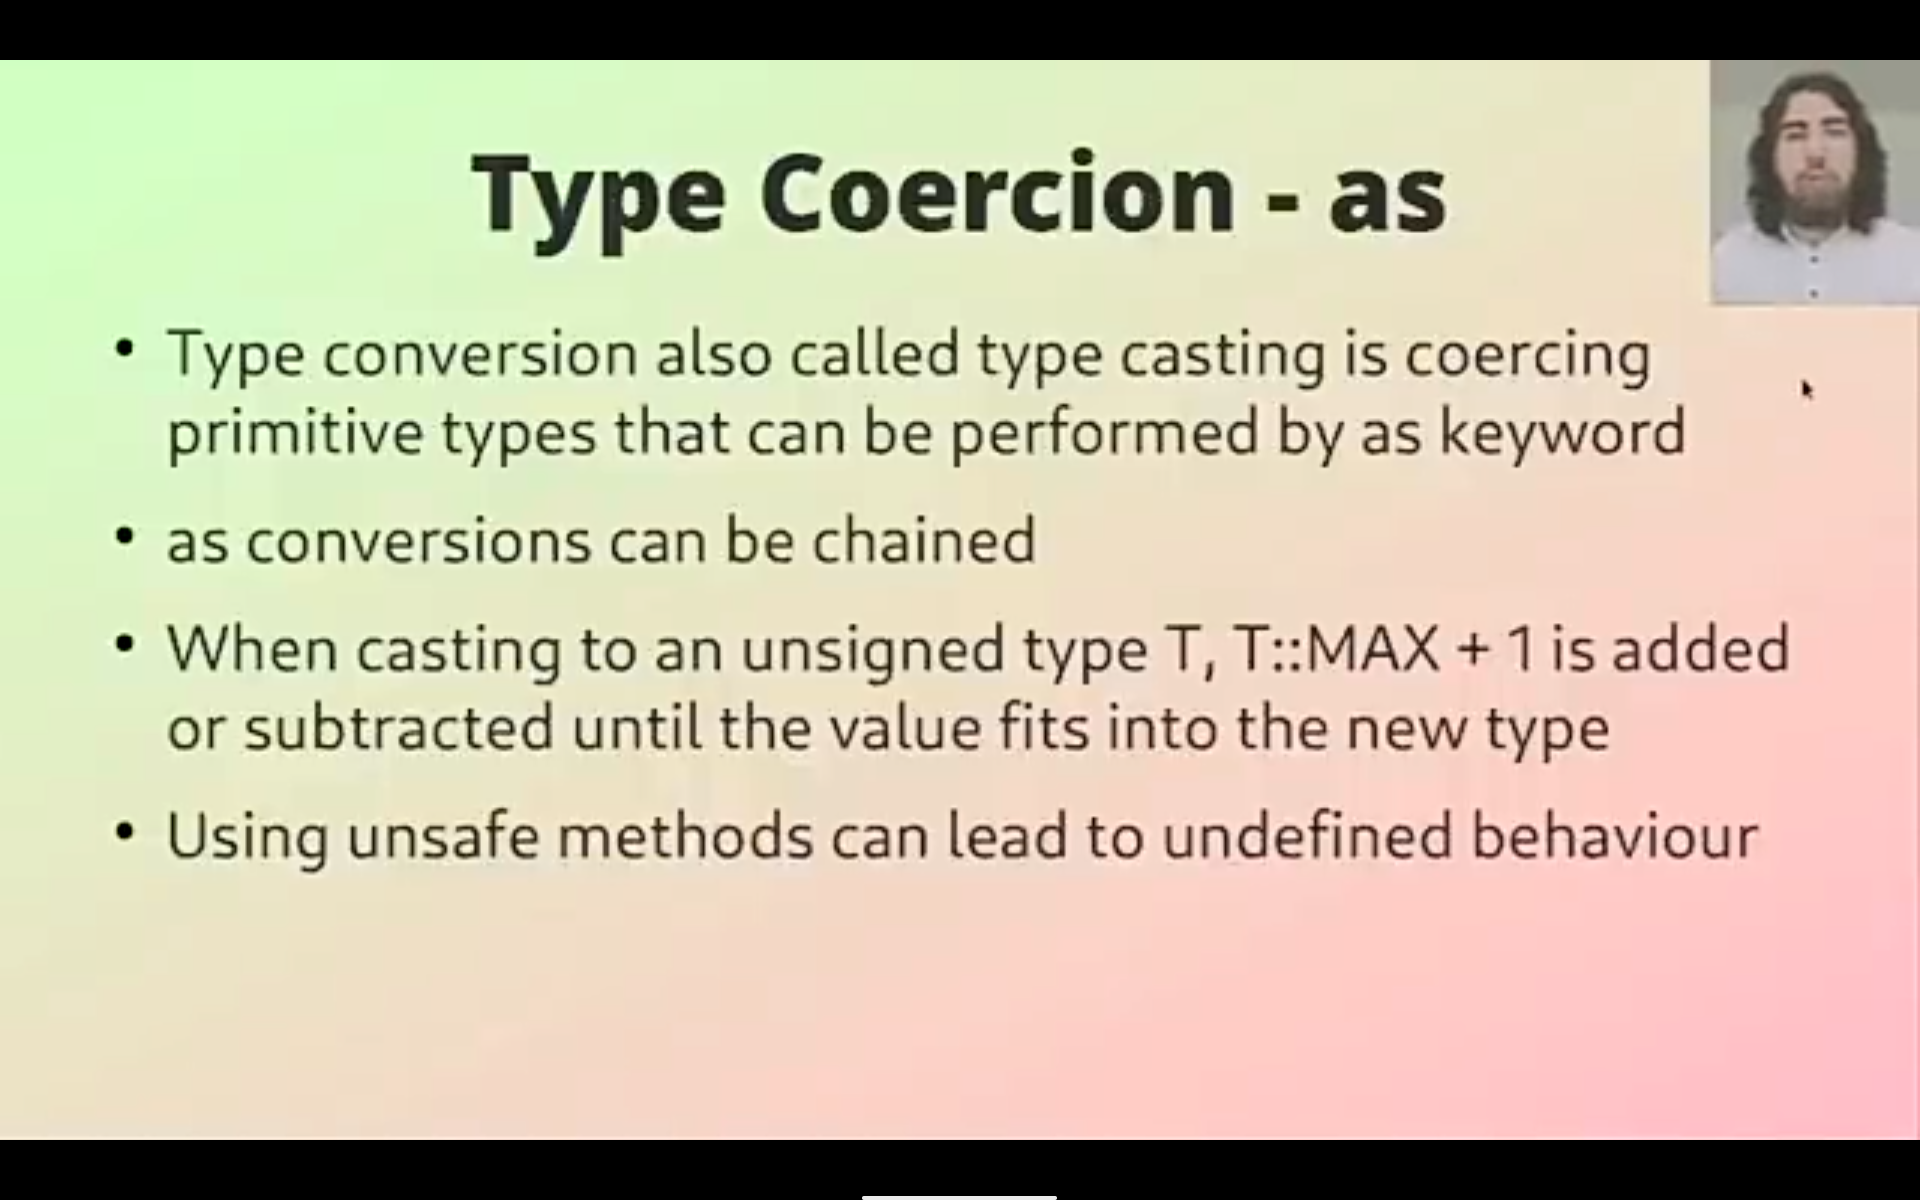 Type Coercion - as
• Type conversion also called type casting is coercing
primitive types that can be performed by as keyword
• as conversions can be chained
• When casting to an unsigned type T, T::MAX + 1 is added
or subtracted until the value fits into the new type
• Using unsafe methods can lead to undefined behaviour